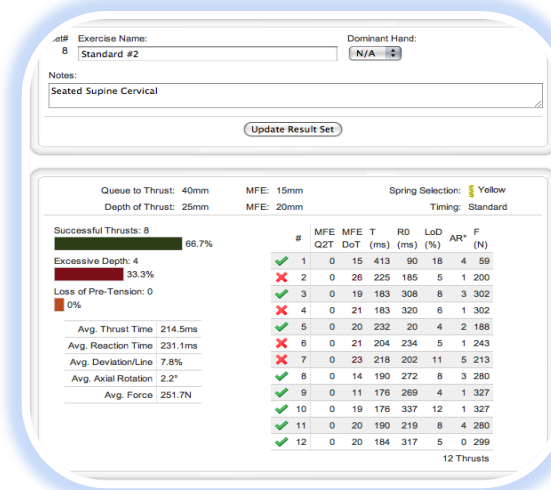 Set# Exercise Name: Dominant Hand:
8 Standard #2 N/A
Notes:
Seated Supine Cervical
Update Result Set
Queue to Thrust: 40mm MFE: 15mm Spring Selection: Yellow
Depth of Thrust: 25mm MFE: 20mm Timing: Standard
Successful Thrusts: 8
66.7%
Excessive Depth: 4
33.3%
Loss of Pre-Tension: 0
0%
Avg. Thrust Time 214.5ms
Avg. Reaction Time 231.1ms
Avg. Deviation/Line 7.8%
Avg. Axial Rotation 2.2°
Avg. Force 251.7N
# MFE Q2T MFE DoT T (ms) R0 (ms) LoD (%) AR° F (N)
1 0 15 413 90 18 4 59
2 0 26 225 185 5 1 200
3 0 19 183 308 8 3 302
4 0 21 183 320 6 1 302
5 0 20 232 20 4 2 188
6 0 21 204 234 5 1 243
7 0 23 218 202 11 5 213
8 0 14 190 272 8 3 280
9 0 11 176 269 4 1 327
10 0 19 176 337 12 1 327
11 0 20 190 219 8 4 280
12 0 20 184 317 5 0 299
12 Thrusts